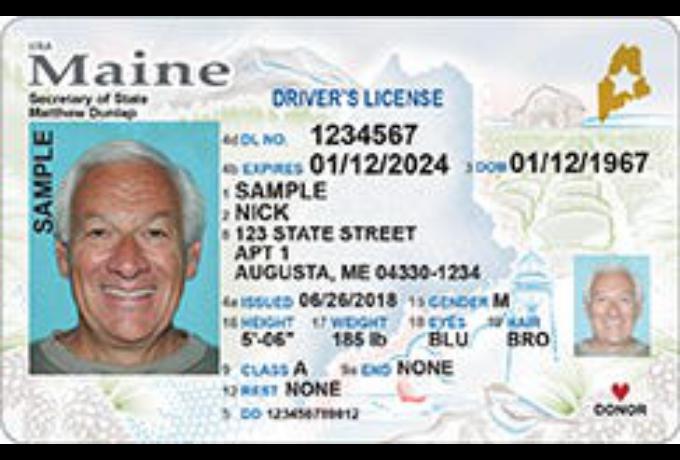 USA
Maine
Secretary of State
Matthew Dunlap
DRIVER'S LICENSE
SAMPLE
4d DL NO. 1234567
4b EXPIRES 01/12/2024 3 DOB 01/12/1967
1 SAMPLE
2 NICK
8 123 STATE STREET
APT 1
AUGUSTA, ME 04330-1234
4a ISSUED 06/26/2018 15 GENDER M
16 HEIGHT 17 WEIGHT 18 EYES 19 HAIR
5'-06" 185 lb BLU BRO
9 CLASS A 9a END NONE
12 REST NONE
5 DD
DONOR